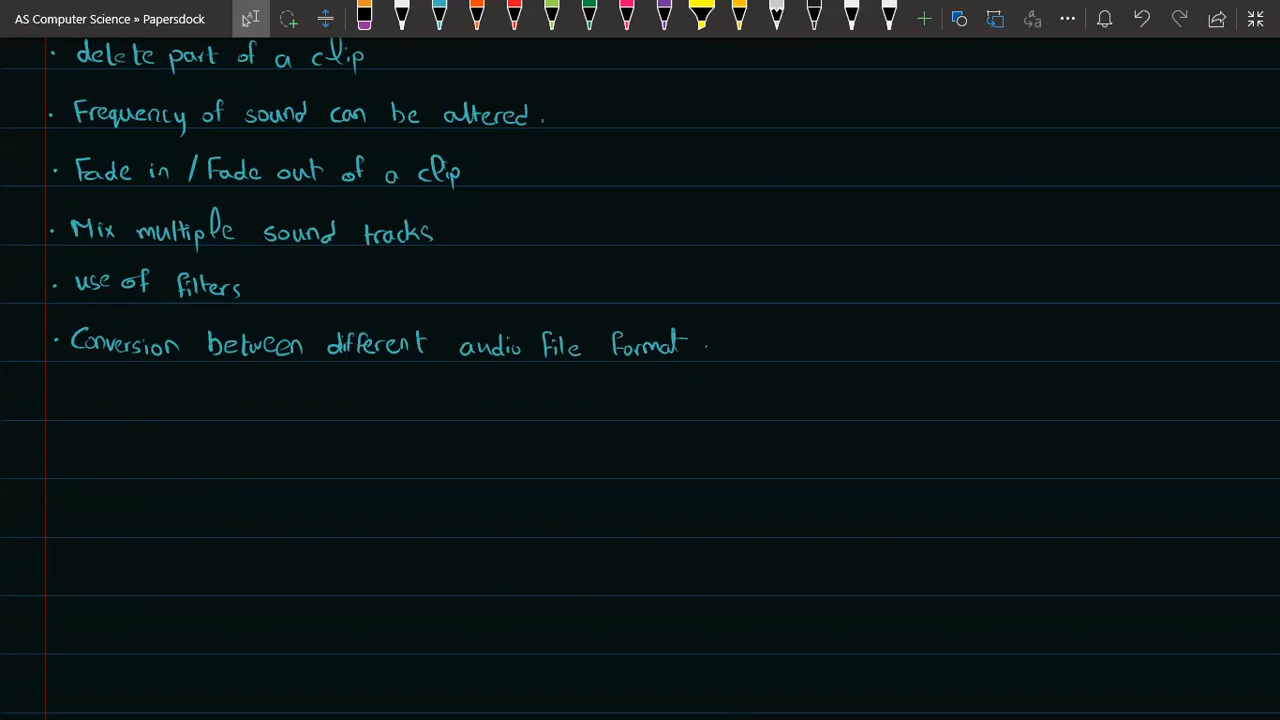 AS Computer Science » Papersdock
· delete part of a clip
· Frequency of sound can be altered.
· Fade in / Fade out of a clip
· Mix multiple sound tracks
· use of filters
· Conversion between different audio file format.